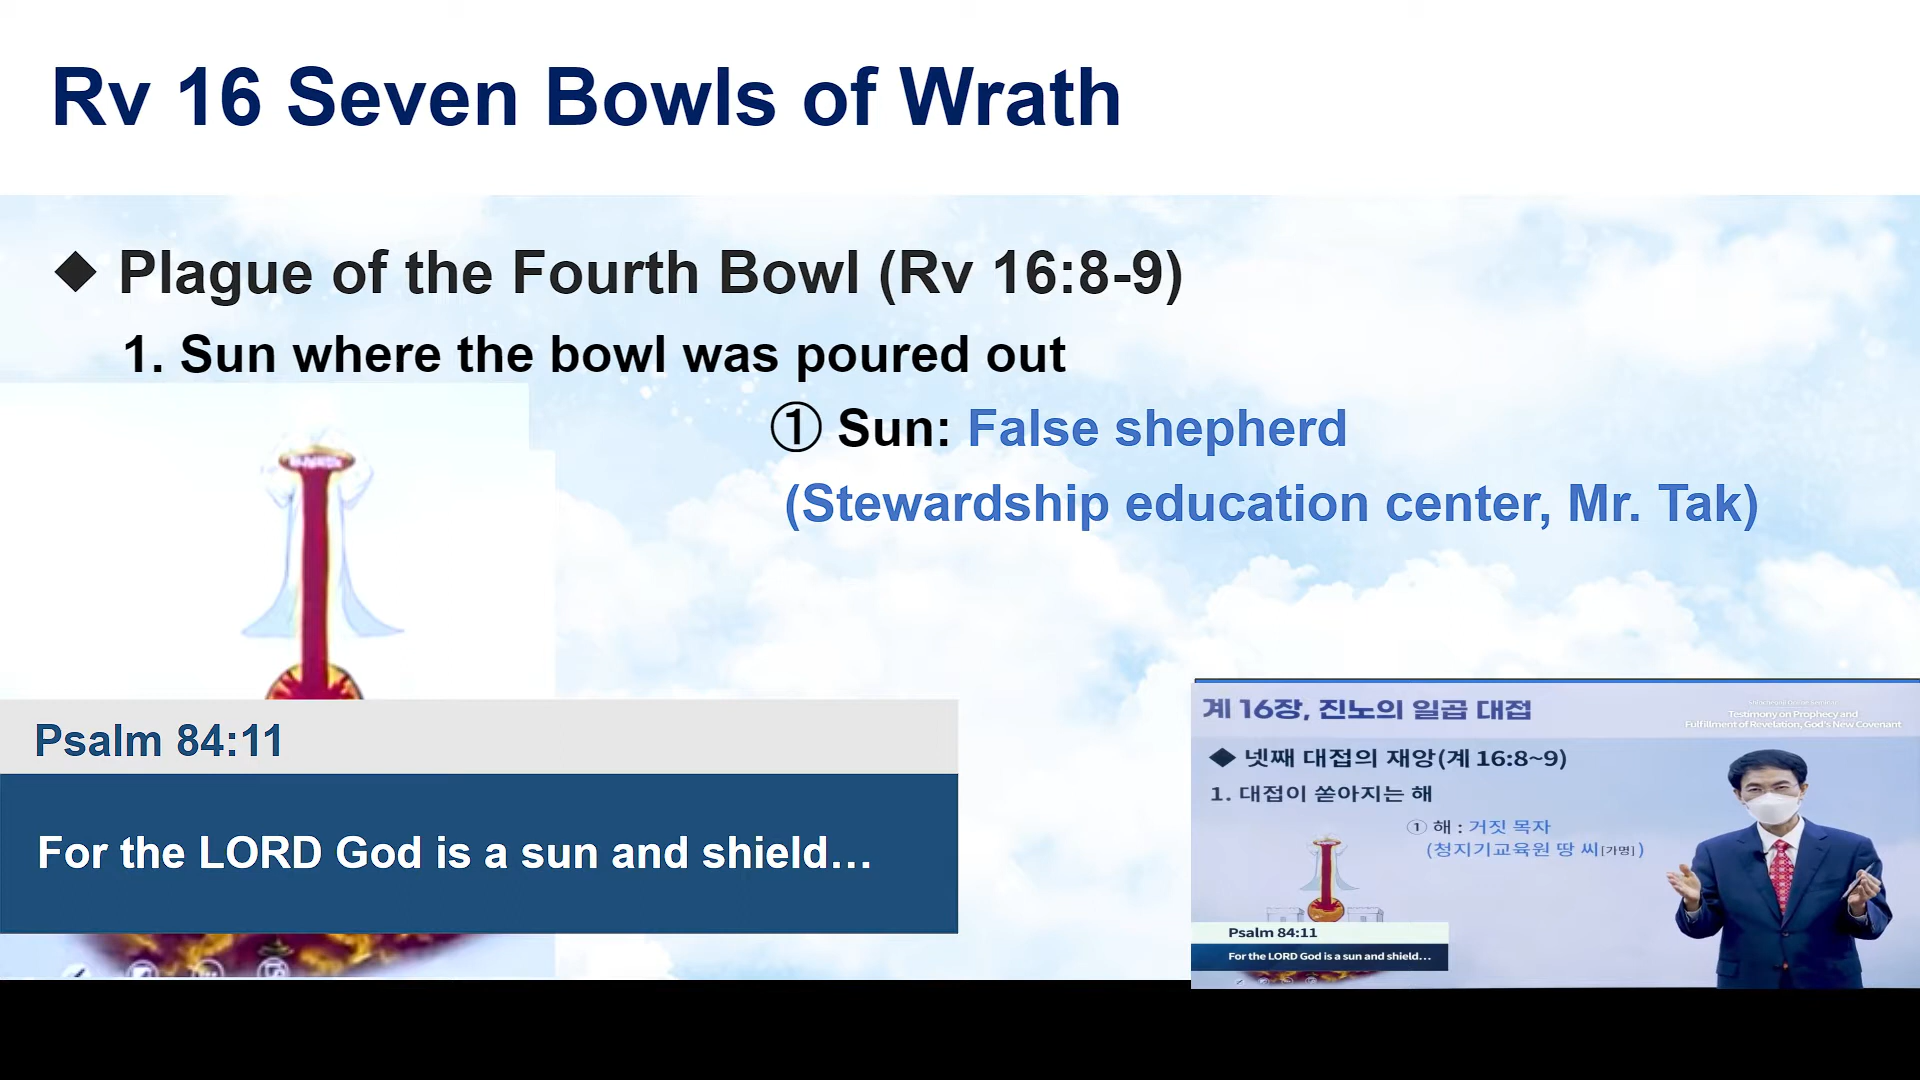 Rv 16 Seven Bowls of Wrath
◆ Plague of the Fourth Bowl (Rv 16:8-9)
1. Sun where the bowl was poured out
① Sun: False shepherd
(Stewardship education center, Mr. Tak)
Psalm 84:11
For the LORD God is a sun and shield…
계 16장, 진노의 일곱 대접
Testimony on Prophecy and
Fulfillment of Revelation, God's New Covenant
◆ 넷째 대접의 재앙(계 16:8~9)
1. 대접이 쏟아지는 해
① 해 : 거짓 목자
(청지기교육원 땅 씨[가명])
Psalm 84:11
For the LORD God is a sun and shield…